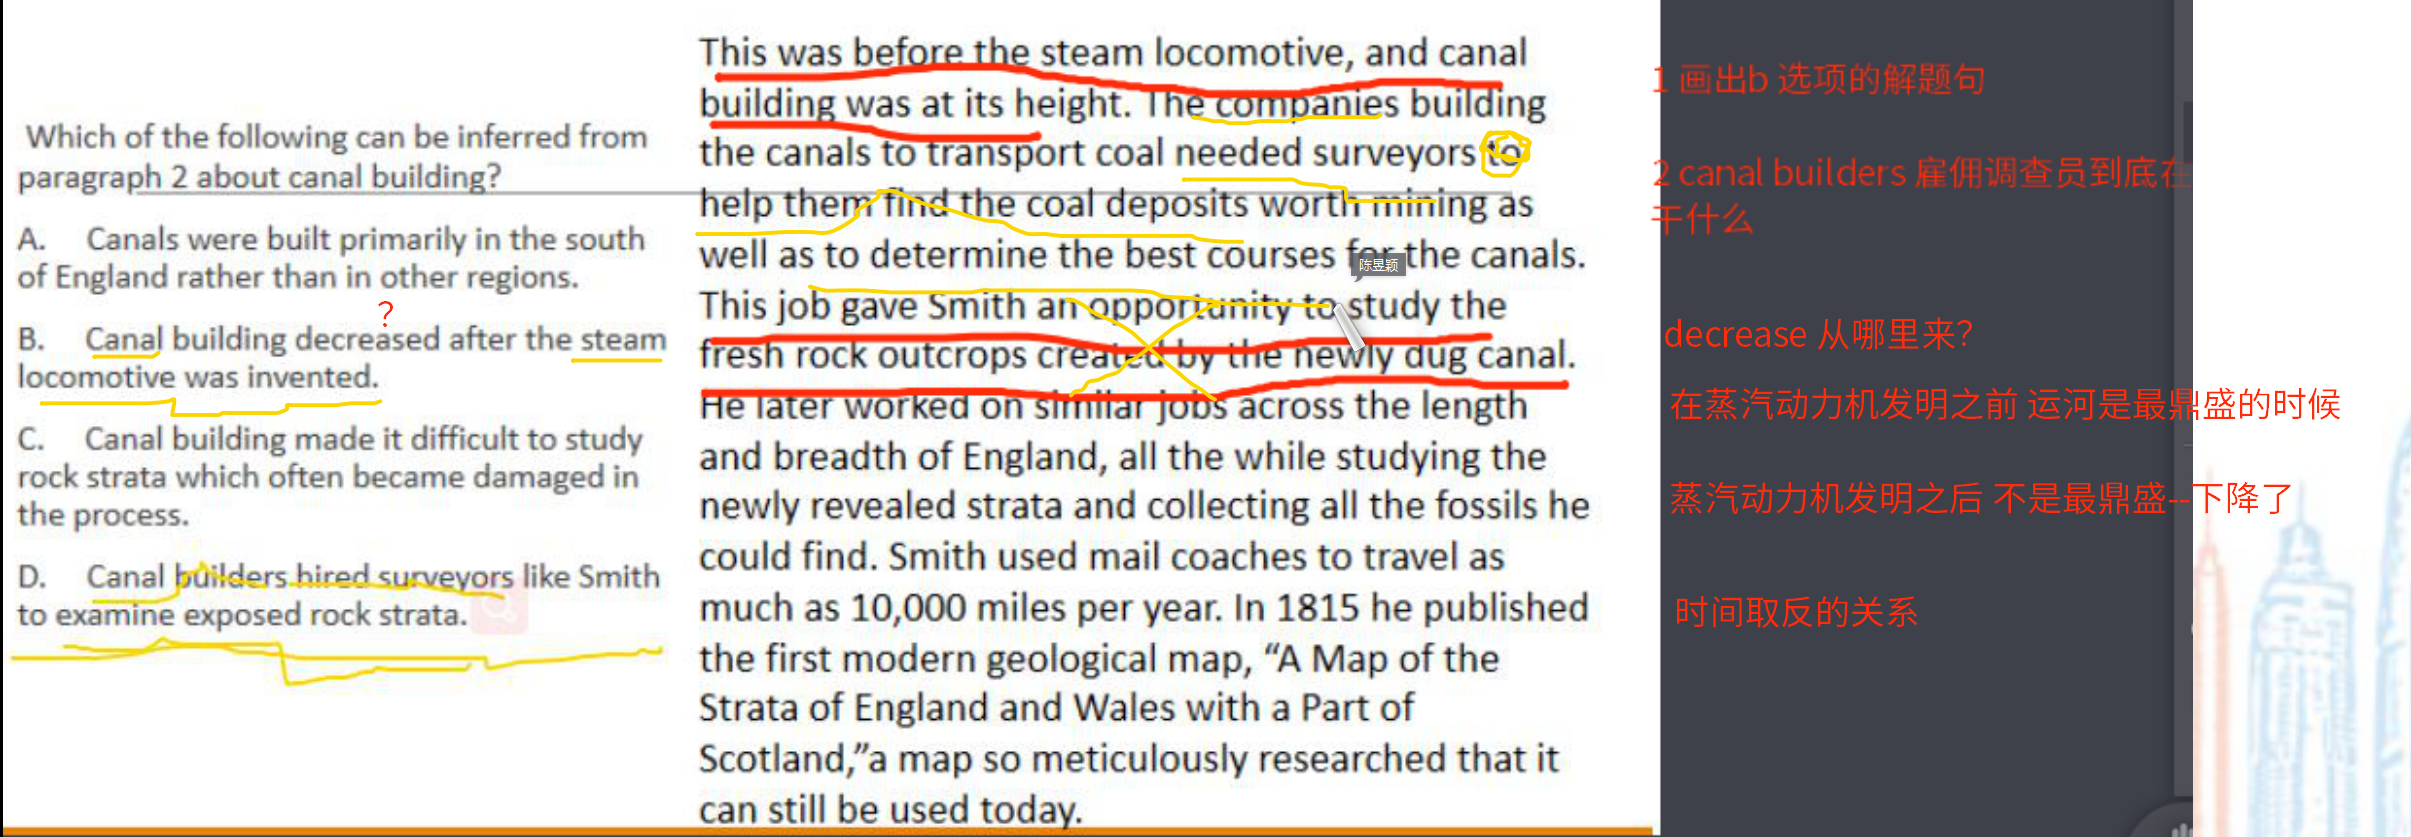 Which of the following can be inferred from
paragraph 2 about canal building?
A. Canals were built primarily in the south
of England rather than in other regions.
?
B. Canal building decreased after the steam
locomotive was invented.
C. Canal building made it difficult to study
rock strata which often became damaged in
the process.
D. Canal builders hired surveyors like Smith
to examine exposed rock strata.
This was before the steam locomotive, and canal
building was at its height. The companies building
the canals to transport coal needed surveyors to
help them find the coal deposits worth mining as
well as to determine the best courses for the canals.
陈昱颖
This job gave Smith an opportunity to study the
fresh rock outcrops created by the newly dug canal.
He later worked on similar jobs across the length
and breadth of England, all the while studying the
newly revealed strata and collecting all the fossils he
could find. Smith used mail coaches to travel as
much as 10,000 miles per year. In 1815 he published
the first modern geological map, “A Map of the
Strata of England and Wales with a Part of
Scotland,”a map so meticulously researched that it
can still be used today.
1 画出b 选项的解题句
2 canal builders 雇佣调查员到底在
干什么
decrease 从哪里来?
在蒸汽动力机发明之前 运河是最鼎盛的时候
蒸汽动力机发明之后 不是最鼎盛--下降了
时间取反的关系